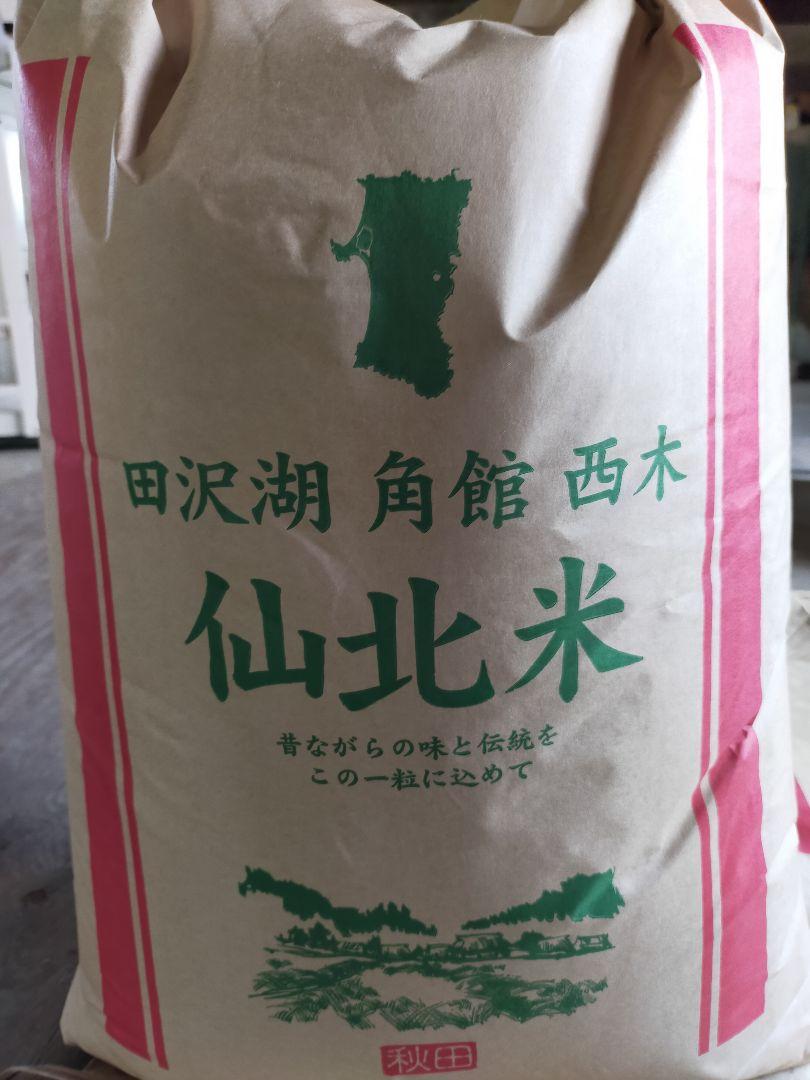 田沢湖 角館 西木
仙北米
昔ながらの味と伝統を
この一粒に込めて
秋田